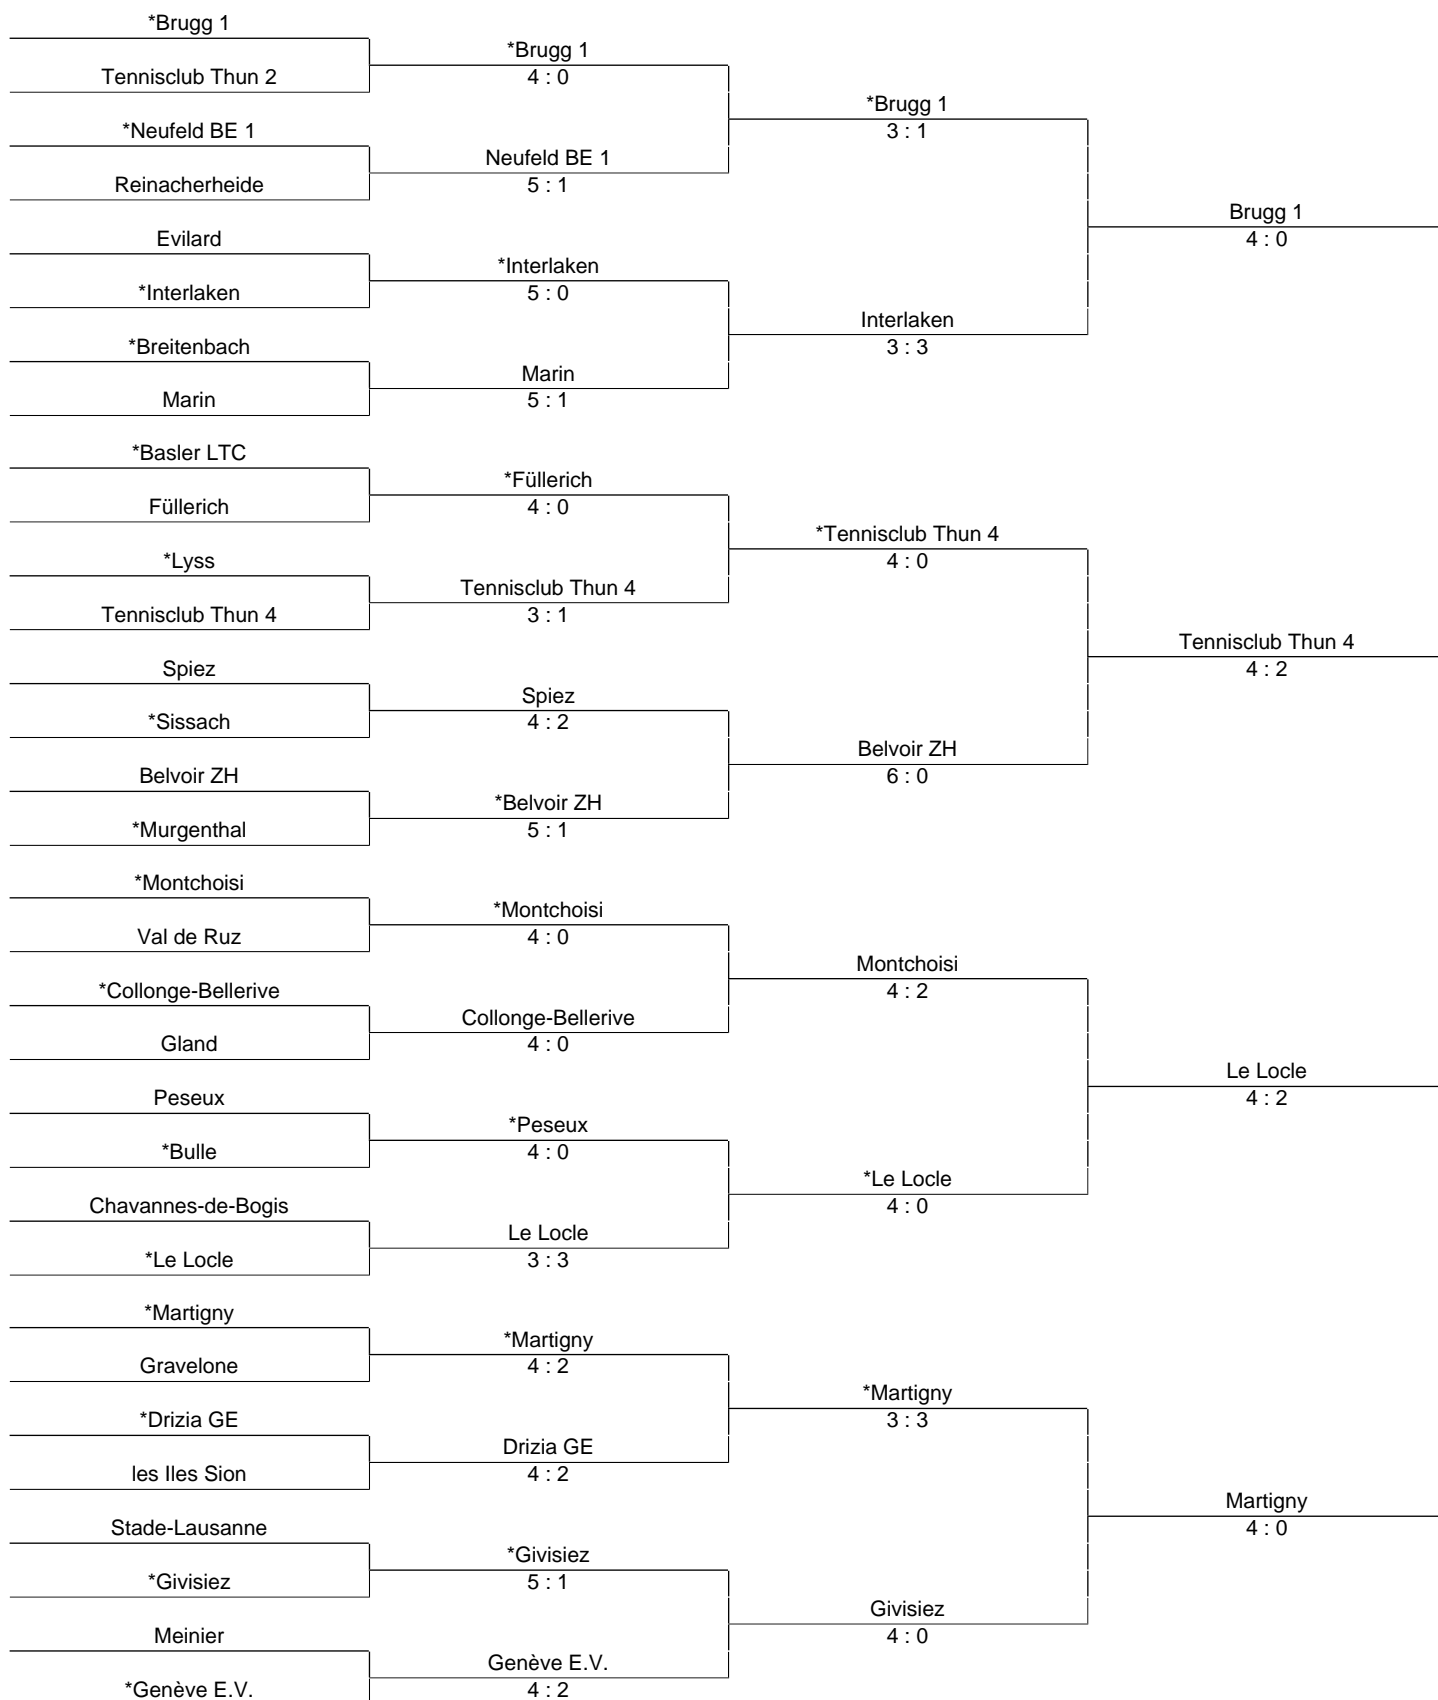 *Brugg 1
Tennisclub Thun 2
*Neufeld BE 1
Reinacherheide
Evilard
*Interlaken
*Breitenbach
Marin
*Basler LTC
Füllerich
*Lyss
Tennisclub Thun 4
Spiez
*Sissach
Belvoir ZH
*Murgenthal
*Montchoisi
Val de Ruz
*Collonge-Bellerive
Gland
Peseux
*Bulle
Chavannes-de-Bogis
*Le Locle
*Martigny
Gravelone
*Drizia GE
les Iles Sion
Stade-Lausanne
*Givisiez
Meinier
*Genève E.V.
*Brugg 1
4 : 0
Neufeld BE 1
5 : 1
*Interlaken
5 : 0
Marin
5 : 1
*Füllerich
4 : 0
Tennisclub Thun 4
3 : 1
Spiez
4 : 2
*Belvoir ZH
5 : 1
*Montchoisi
4 : 0
Collonge-Bellerive
4 : 0
*Peseux
4 : 0
Le Locle
3 : 3
*Martigny
4 : 2
Drizia GE
4 : 2
*Givisiez
5 : 1
Genève E.V.
4 : 2
*Brugg 1
3 : 1
Interlaken
3 : 3
*Tennisclub Thun 4
4 : 0
Belvoir ZH
6 : 0
Montchoisi
4 : 2
*Le Locle
4 : 0
*Martigny
3 : 3
Givisiez
4 : 0
Brugg 1
4 : 0
Tennisclub Thun 4
4 : 2
Le Locle
4 : 2
Martigny
4 : 0